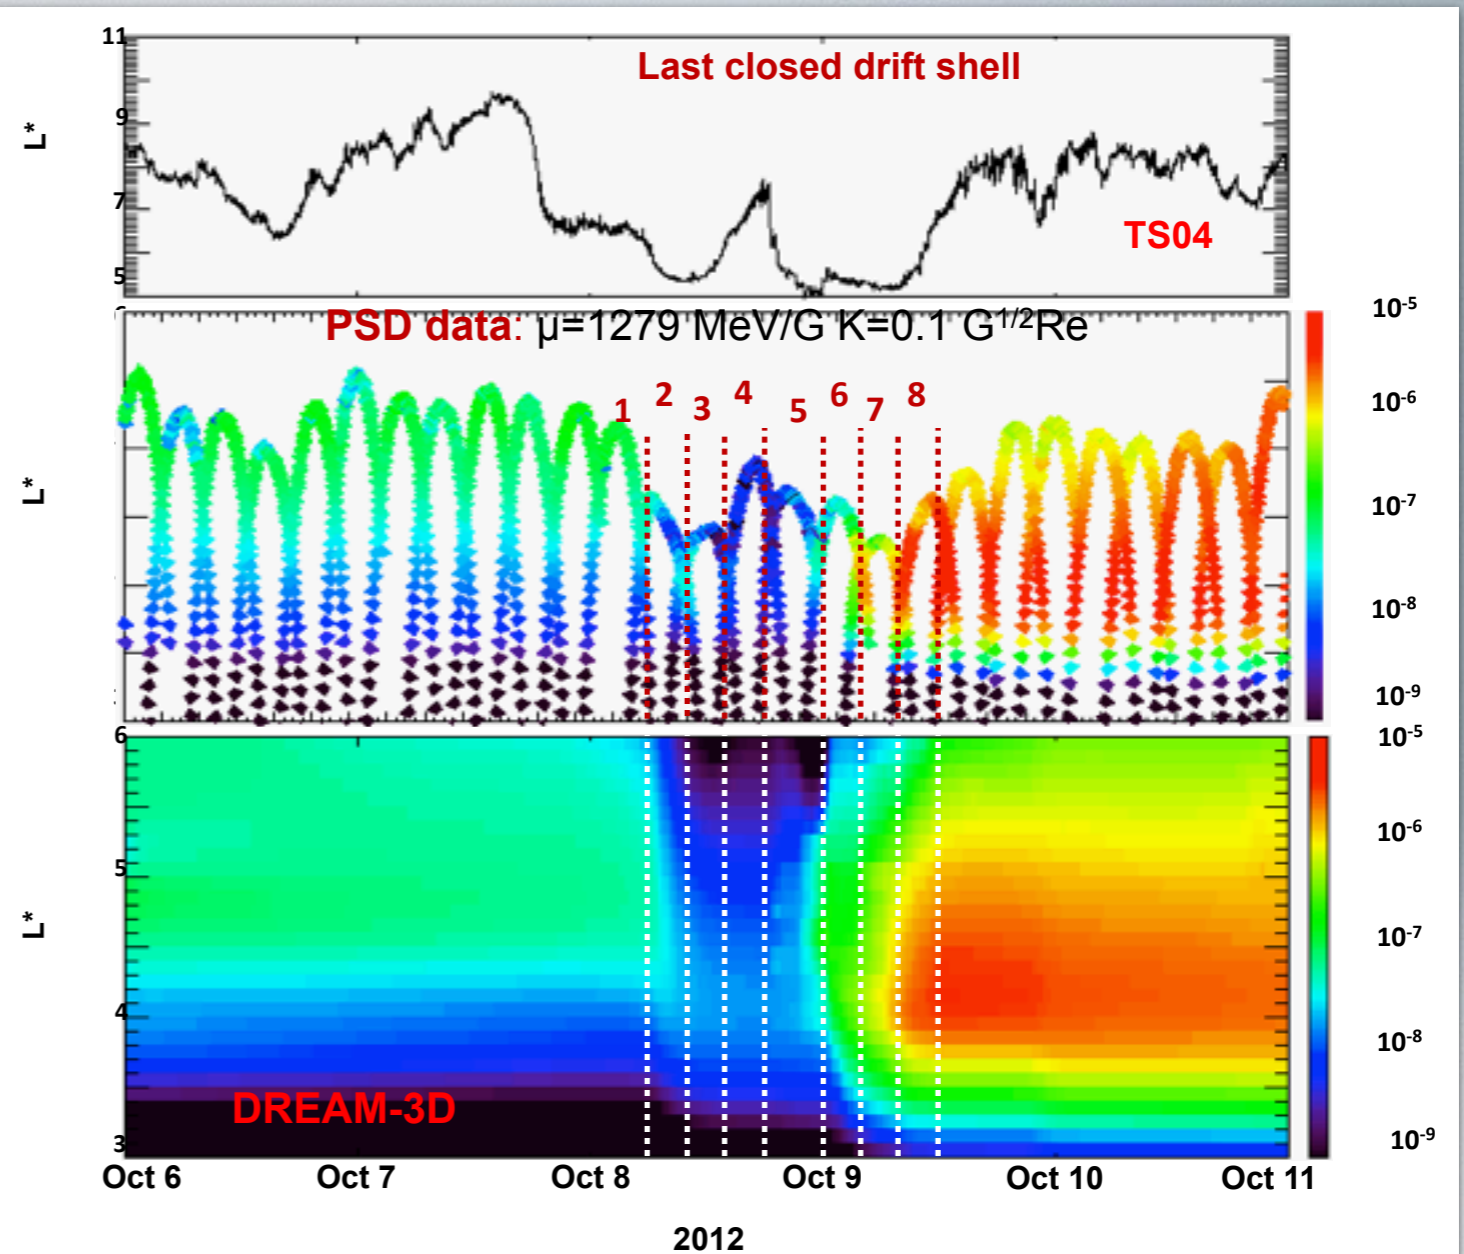 11
Last closed drift shell
9
L*
7
TS04
5
PSD data: μ=1279 MeV/G K=0.1 G1/2Re
10-5
2 4 6 8
1 3 5 7
10-6
L*
10-7
10-8
10-9
6
10-5
10-6
5
L*
10-7
4
10-8
DREAM-3D
3
10-9
Oct 6 Oct 7 Oct 8 Oct 9 Oct 10 Oct 11
2012